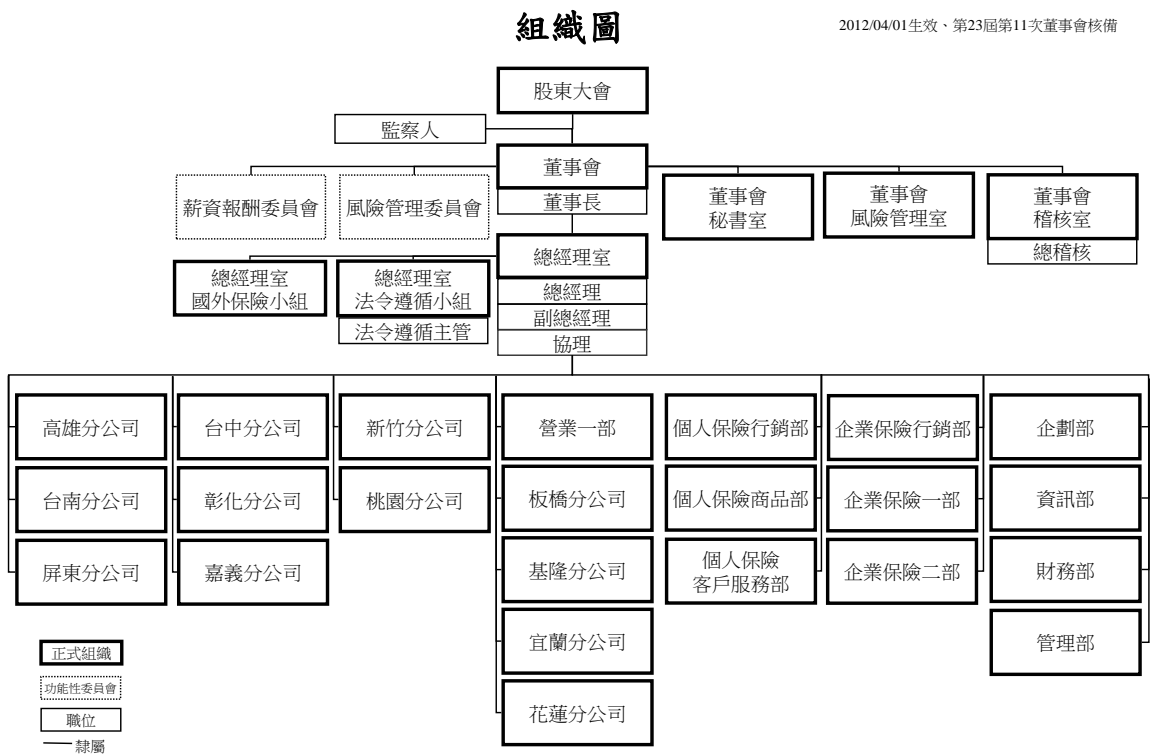 組織圖
2012/04/01生效、第23屆第11次董事會核備
股東大會
監察人
董事會
董事長
薪資報酬委員會
風險管理委員會
董事會
秘書室
董事會
風險管理室
董事會
稽核室
總稽核
總經理室
總經理
副總經理
協理
總經理室
國外保險小組
總經理室
法令遵循小組
法令遵循主管
高雄分公司
台南分公司
屏東分公司
台中分公司
彰化分公司
嘉義分公司
新竹分公司
桃園分公司
營業一部
板橋分公司
基隆分公司
宜蘭分公司
花蓮分公司
個人保險行銷部
個人保險商品部
個人保險
客戶服務部
企業保險行銷部
企業保險一部
企業保險二部
企劃部
資訊部
財務部
管理部
正式組織
功能性委員會
職位
隸屬